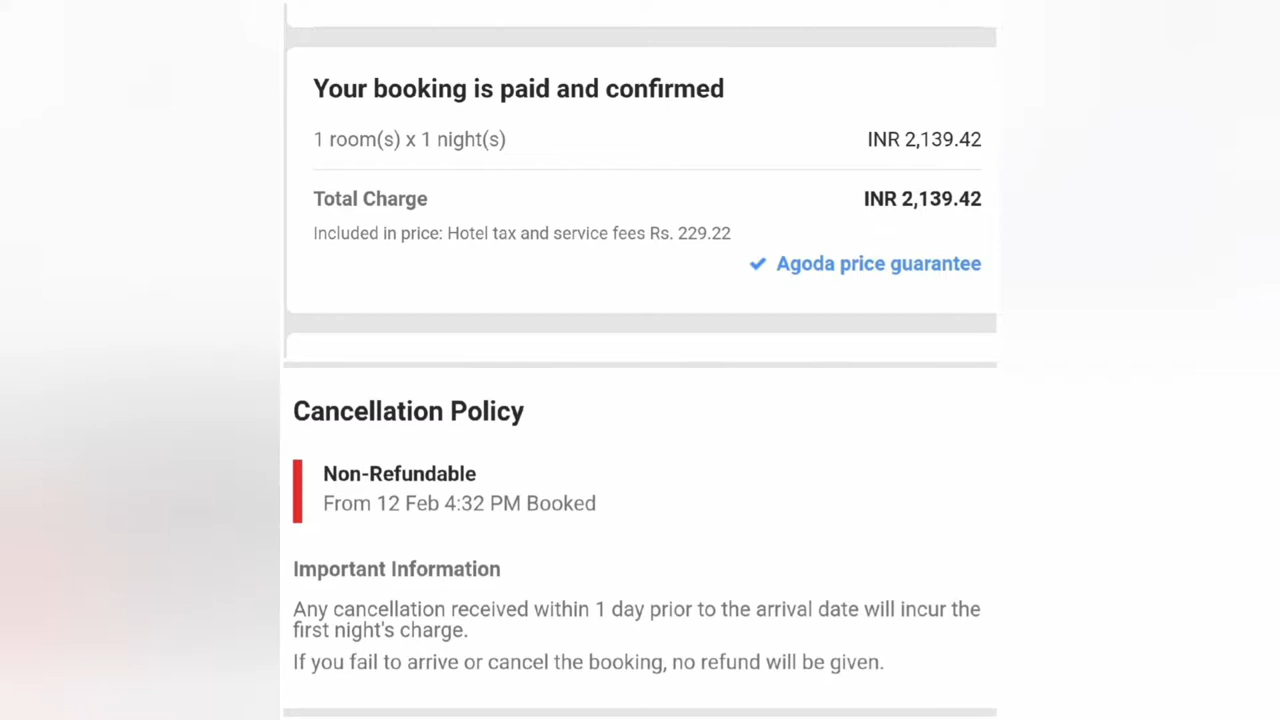 Your booking is paid and confirmed
1 room(s) x 1 night(s) INR 2,139.42
Total Charge INR 2,139.42
Included in price: Hotel tax and service fees Rs. 229.22
Agoda price guarantee
Cancellation Policy
Non-Refundable
From 12 Feb 4:32 PM Booked
Important Information
Any cancellation received within 1 day prior to the arrival date will incur the
first night's charge.
If you fail to arrive or cancel the booking, no refund will be given.